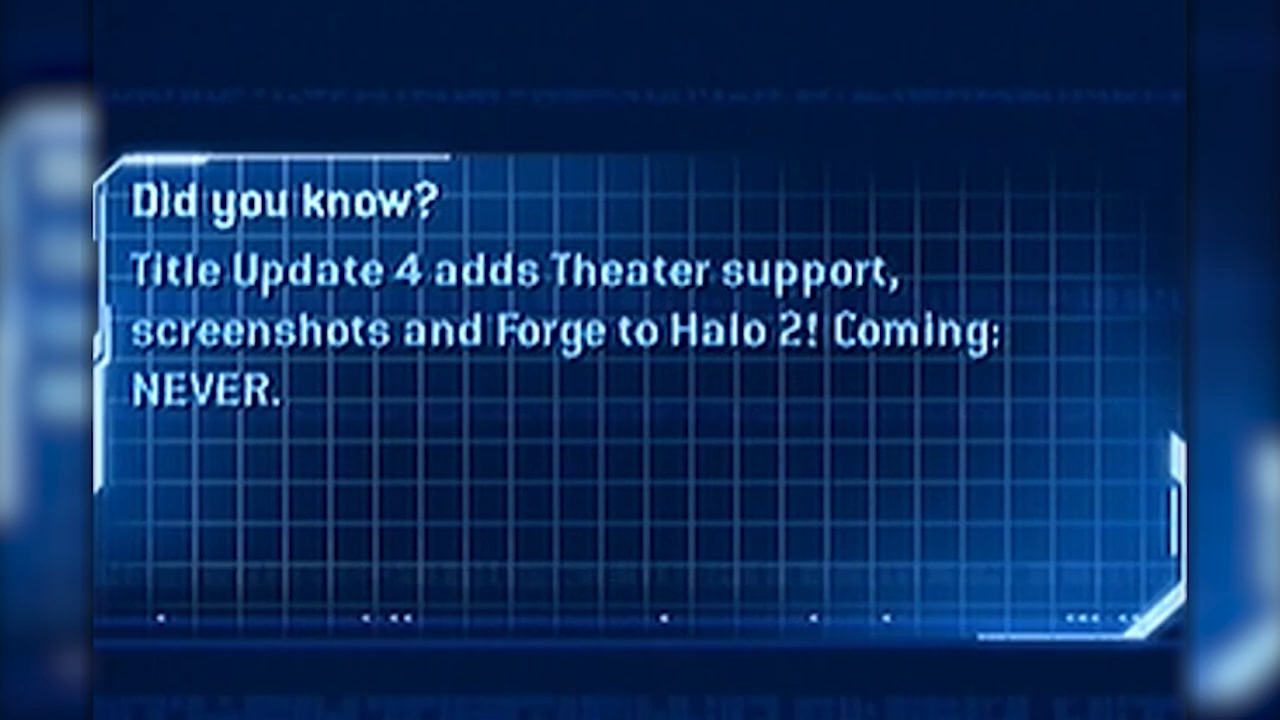 Did you know?
Title Update 4 adds Theater support,
screenshots and Forge to Halo 2! Coming:
NEVER.